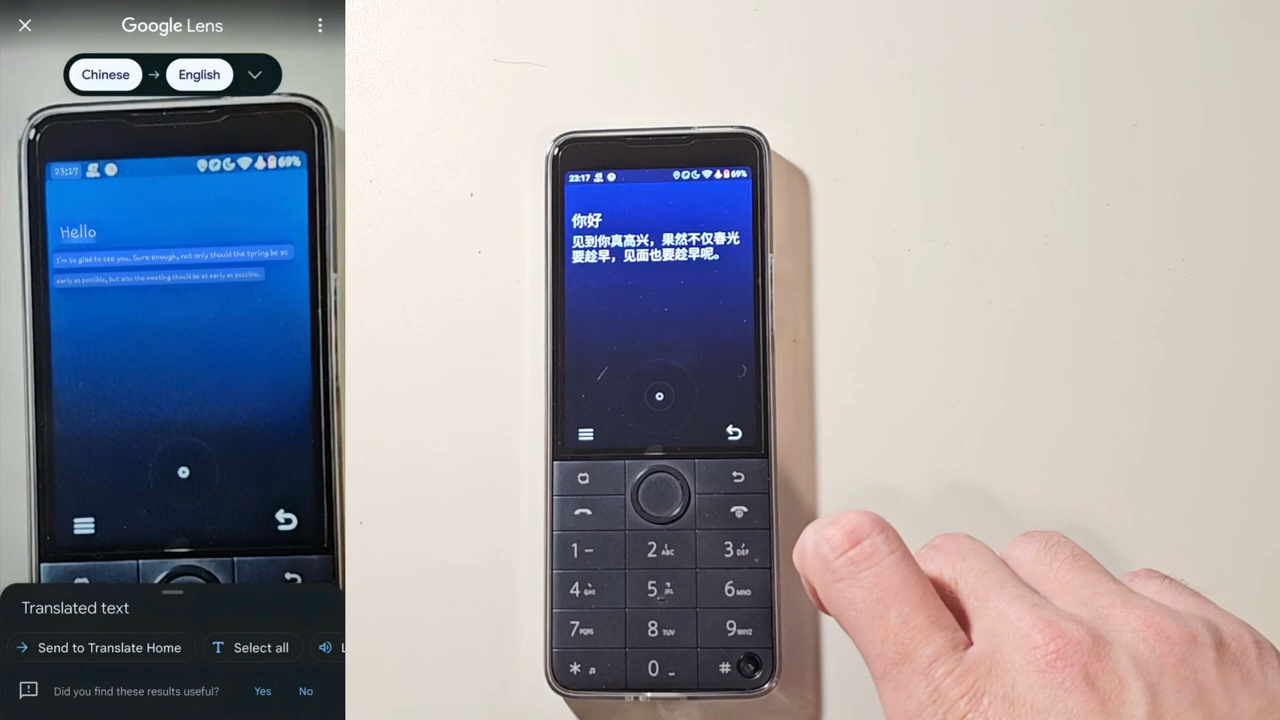 Google Lens
Chinese → English
23:17 69%
Hello
I'm so glad to see you. Sure enough, not only should the spring be as
early as possible, but also the meeting should be as early as possible.
Translated text
Send to Translate Home
Select all
L
Did you find these results useful?
Yes
No
23:17 69%
你好
见到你真高兴，果然不仅春光
要趁早，见面也要趁早呢。
1 2 ABC 3 DEF
4 GHI 5 JKL 6 MNO
7 PQRS 8 TUV 9 WXYZ
* 0 #